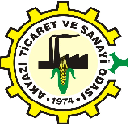 AKYAZI TİCARET VE SANAYİ ODASI
- 1974 -